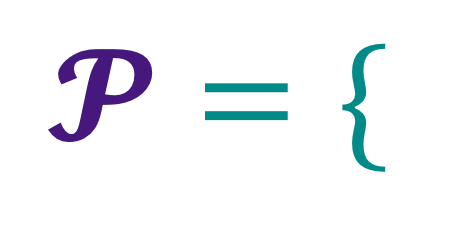 𝒫 = {